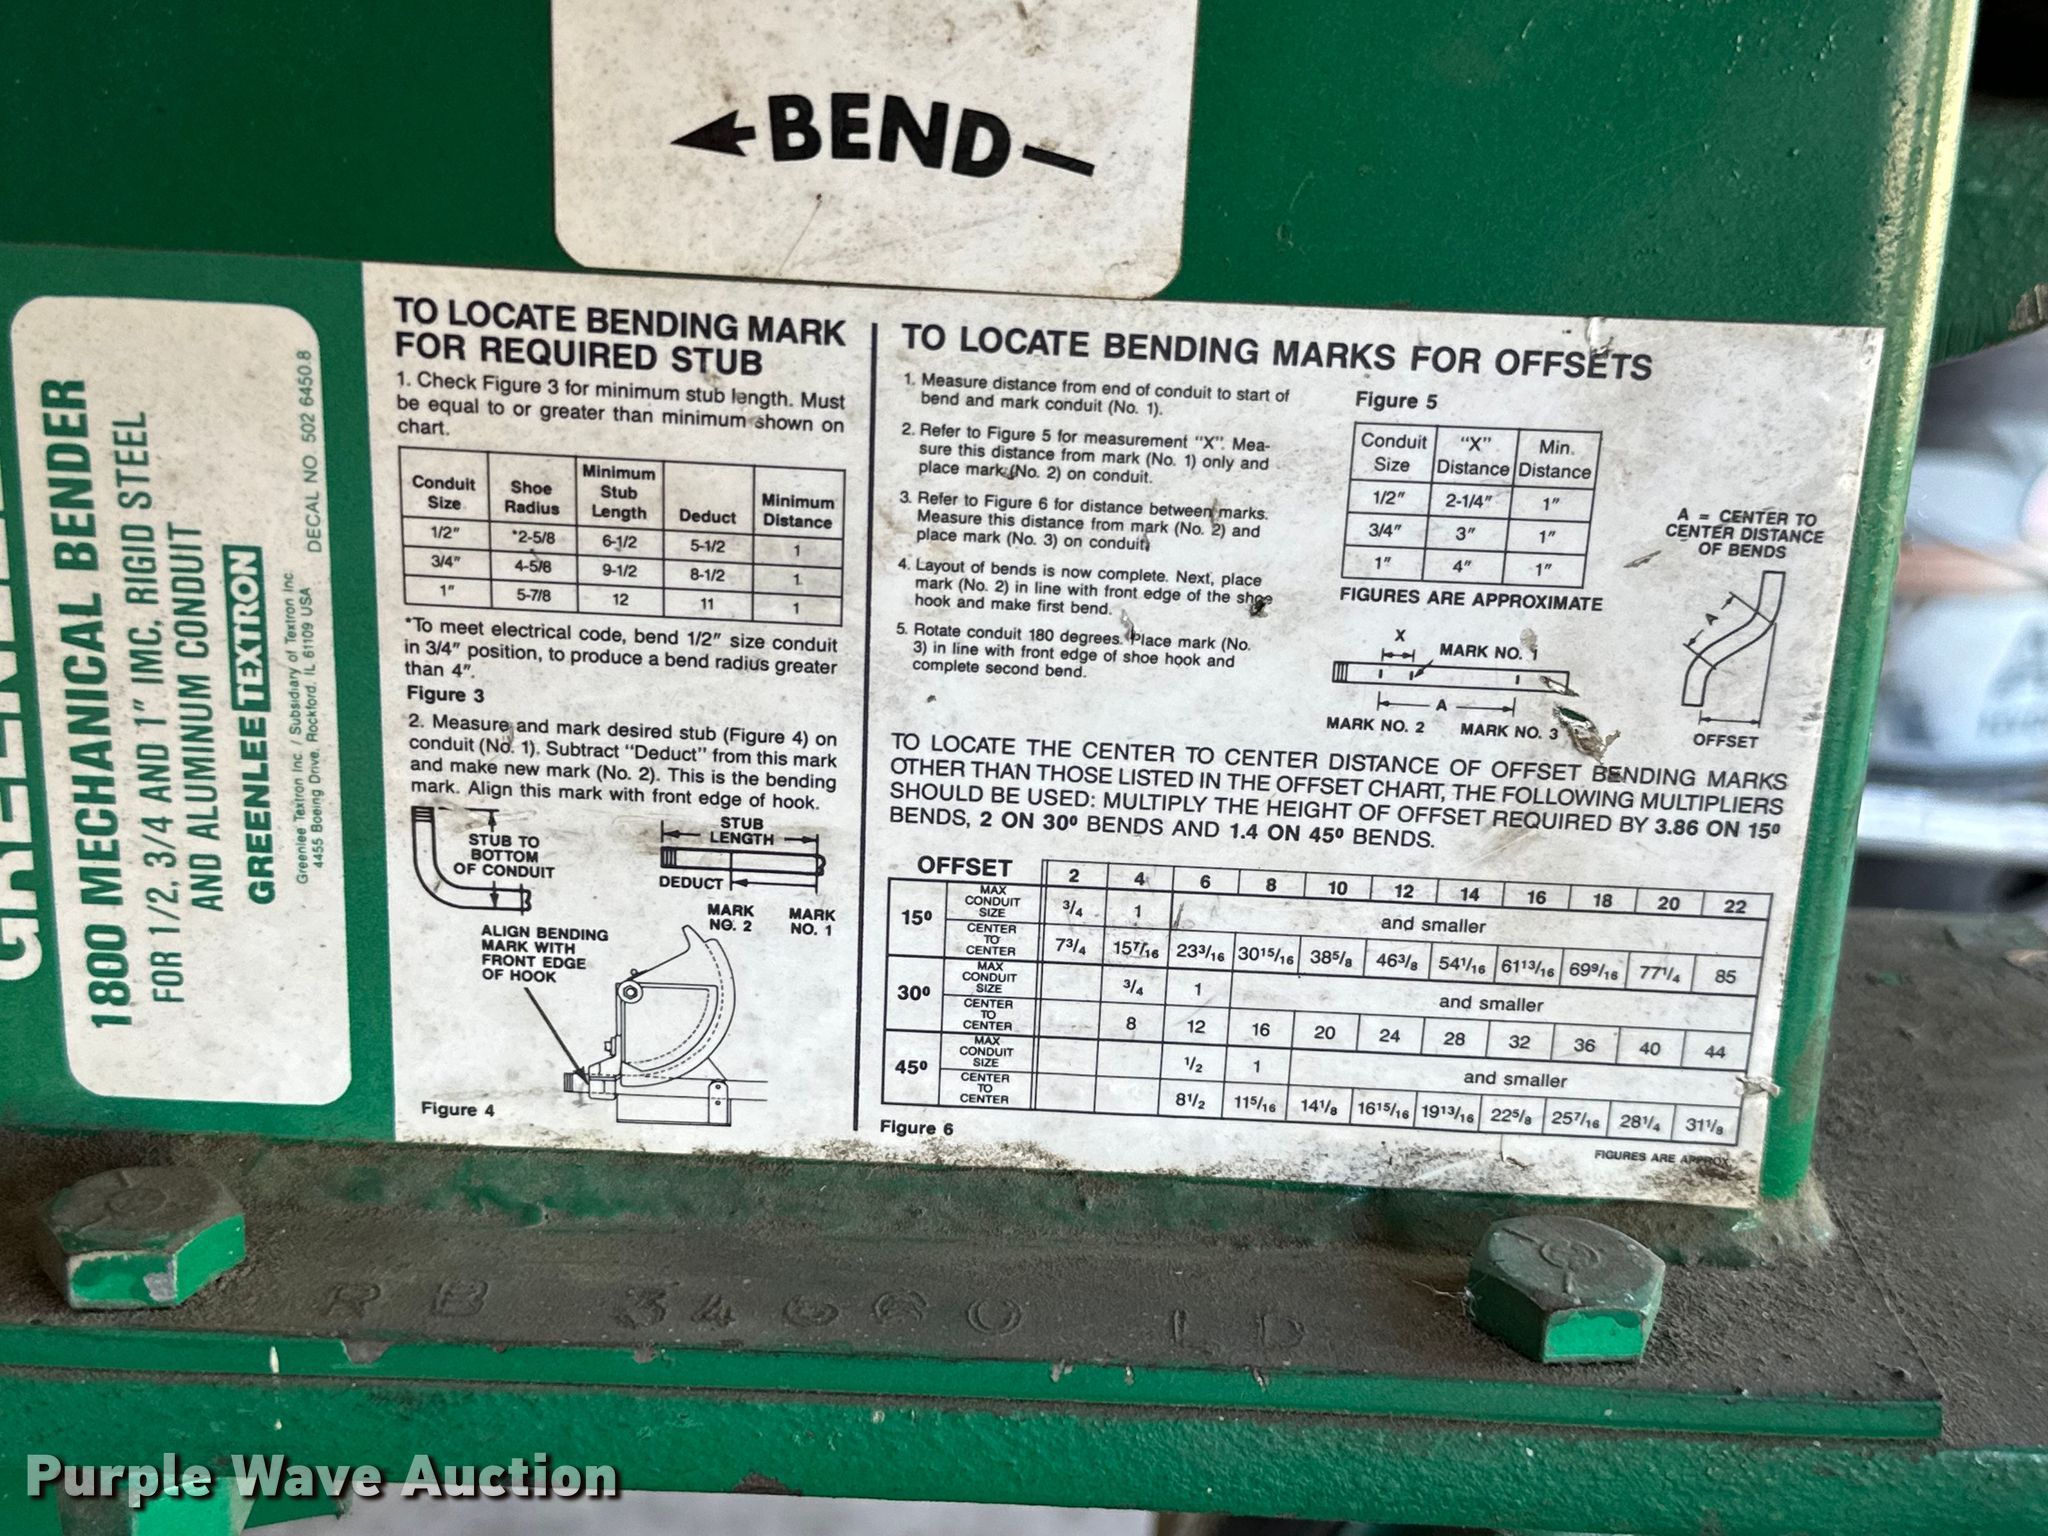 BEND
1800 MECHANICAL BENDER
FOR 1/2, 3/4 AND 1" IMC, RIGID STEEL
AND ALUMINUM CONDUIT
GREENLEE TEXTRON
Greenlee Textron Inc. / Subsidiary of Textron Inc.
4455 Boeing Drive, Rockford, IL 61109 USA
DECAL NO 502 6450.8
TO LOCATE BENDING MARK
FOR REQUIRED STUB
1. Check Figure 3 for minimum stub length. Must
be equal to or greater than minimum shown on
chart.
Conduit Size | Shoe Radius | Minimum Stub Length | Deduct | Minimum Distance
1/2" | *2-5/8 | 6-1/2 | 5-1/2 | 1
3/4" | 4-5/8 | 9-1/2 | 8-1/2 | 1
1" | 5-7/8 | 12 | 11 | 1
*To meet electrical code, bend 1/2" size conduit
in 3/4" position, to produce a bend radius greater
than 4".
Figure 3
2. Measure and mark desired stub (Figure 4) on
conduit (No. 1). Subtract "Deduct" from this mark
and make new mark (No. 2). This is the bending
mark. Align this mark with front edge of hook.
STUB TO
BOTTOM
OF CONDUIT
STUB
LENGTH
DEDUCT
MARK
NO. 2
MARK
NO. 1
ALIGN BENDING
MARK WITH
FRONT EDGE
OF HOOK
Figure 4
TO LOCATE BENDING MARKS FOR OFFSETS
1. Measure distance from end of conduit to start of
bend and mark conduit (No. 1).
2. Refer to Figure 5 for measurement "X". Mea-
sure this distance from mark (No. 1) only and
place mark (No. 2) on conduit.
3. Refer to Figure 6 for distance between marks.
Measure this distance from mark (No. 2) and
place mark (No. 3) on conduit.
4. Layout of bends is now complete. Next, place
mark (No. 2) in line with front edge of the shoe
hook and make first bend.
5. Rotate conduit 180 degrees. Place mark (No.
3) in line with front edge of shoe hook and
complete second bend.
Figure 5
Conduit Size | "X" Distance | Min. Distance
1/2" | 2-1/4" | 1"
3/4" | 3" | 1"
1" | 4" | 1"
FIGURES ARE APPROXIMATE
X
MARK NO. 1
A
MARK NO. 2
MARK NO. 3
A = CENTER TO
CENTER DISTANCE
OF BENDS
A
OFFSET
TO LOCATE THE CENTER TO CENTER DISTANCE OF OFFSET BENDING MARKS
OTHER THAN THOSE LISTED IN THE OFFSET CHART, THE FOLLOWING MULTIPLIERS
SHOULD BE USED: MULTIPLY THE HEIGHT OF OFFSET REQUIRED BY 3.86 ON 15º
BENDS, 2 ON 30º BENDS AND 1.4 ON 45º BENDS.
OFFSET | 2 | 4 | 6 | 8 | 10 | 12 | 14 | 16 | 18 | 20 | 22
15º | MAX CONDUIT SIZE | 3/4 | 1 | and smaller
CENTER TO CENTER | 7 3/4 | 15 7/16 | 23 3/16 | 30 15/16 | 38 5/8 | 46 3/8 | 54 1/16 | 61 13/16 | 69 9/16 | 77 1/4 | 85
30º | MAX CONDUIT SIZE | 3/4 | 1 | and smaller
CENTER TO CENTER | 8 | 12 | 16 | 20 | 24 | 28 | 32 | 36 | 40 | 44
45º | MAX CONDUIT SIZE | 1/2 | 1 | and smaller
CENTER TO CENTER | 8 1/2 | 11 5/16 | 14 1/8 | 16 15/16 | 19 13/16 | 22 5/8 | 25 7/16 | 28 1/4 | 31 1/8
Figure 6
FIGURES ARE APPROX.
LD
Purple Wave Auction